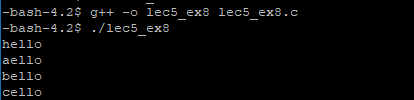 -bash-4.2$ g++ -o lec5_ex8 lec5_ex8.c
-bash-4.2$ ./lec5_ex8
hello
aello
bello
cello